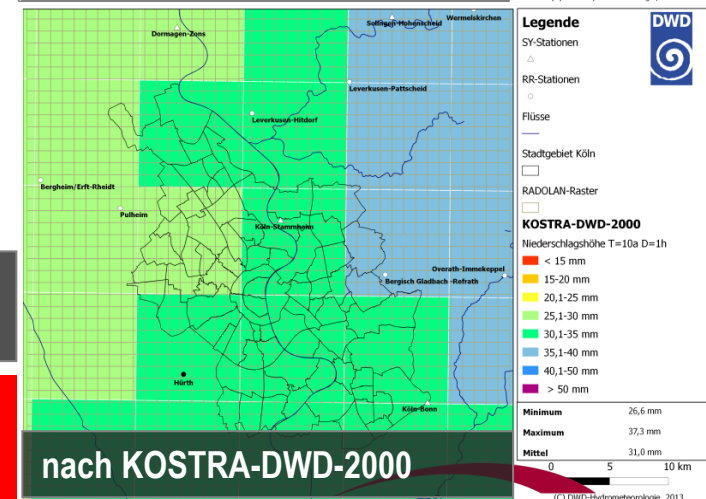 Dormagen-Zons
Solingen-Hohenscheid
Wermelskirchen
Leverkusen-Pattscheid
Leverkusen-Hitdorf
Bergheim/Erft-Rheidt
Pulheim
Köln-Stammheim
Overath-Immekeppel
Bergisch Gladbach -Refrath
Hürth
Köln-Bonn
nach KOSTRA-DWD-2000
Legende
DWD
SY-Stationen
RR-Stationen
Flüsse
Stadtgebiet Köln
RADOLAN-Raster
KOSTRA-DWD-2000
Niederschlagshöhe T=10a D=1h
< 15 mm
15-20 mm
20,1-25 mm
25,1-30 mm
30,1-35 mm
35,1-40 mm
40,1-50 mm
> 50 mm
Minimum 26,6 mm
Maximum 37,3 mm
Mittel 31,0 mm
0 5 10 km
(C) DWD-Hydrometeorologie, 2013